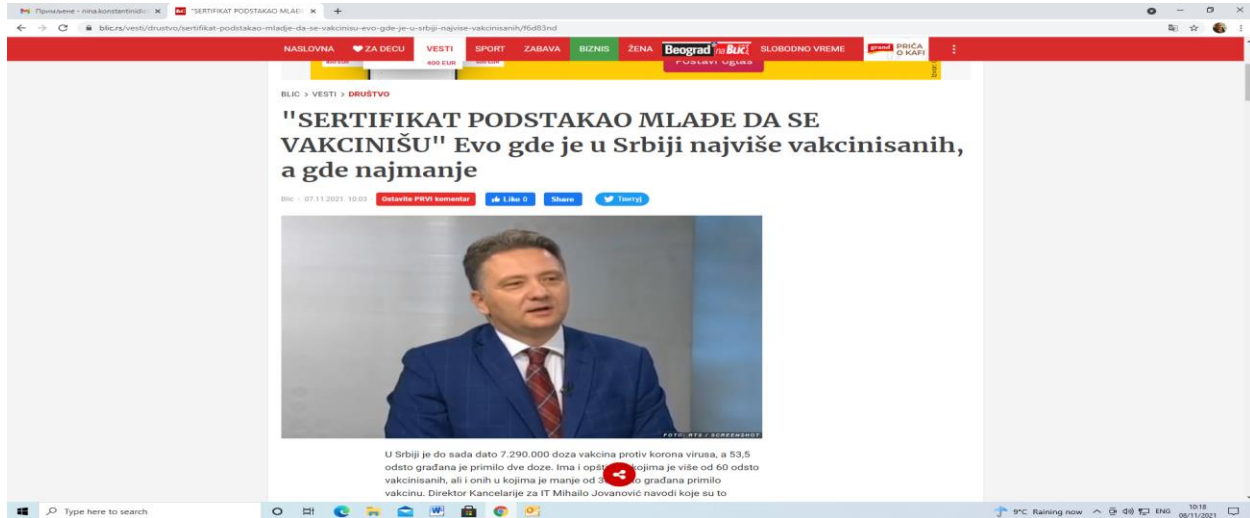 Примљене - nina.konstantinidis
"SERTIFIKAT PODSTAKAO MLAĐE
blic.rs/vesti/drustvo/sertifikat-podstakao-mladje-da-se-vakcinisu-evo-gde-je-u-srbiji-najvise-vakcinisanih/f6d83nd
NASLOVNA ZA DECU VESTI SPORT ZABAVA BIZNIS ŽENA Beograd na Blic SLOBODNO VREME grand PRIČA O KAFI
400 EUR
Postavi oglas
BLIC > VESTI > DRUŠTVO
"SERTIFIKAT PODSTAKAO MLAĐE DA SE
VAKCINIŠU" Evo gde je u Srbiji najviše vakcinisanih,
a gde najmanje
Blic - 07.11.2021. 10:03 Ostavite PRVI komentar Like 0 Share Твитуј
FOTO: RTS / SCREENSHOT
U Srbiji je do sada dato 7.290.000 doza vakcina protiv korona virusa, a 53,5
odsto građana je primilo dve doze. Ima i kojima je više od 60 odsto
vakcinisanih, ali i onih u kojima je manje od građana primilo
vakcinu. Direktor Kancelarije za IT Mihailo Jovanović navodi koje su to
Type here to search 9°C Raining now ENG 10:18
08/11/2021